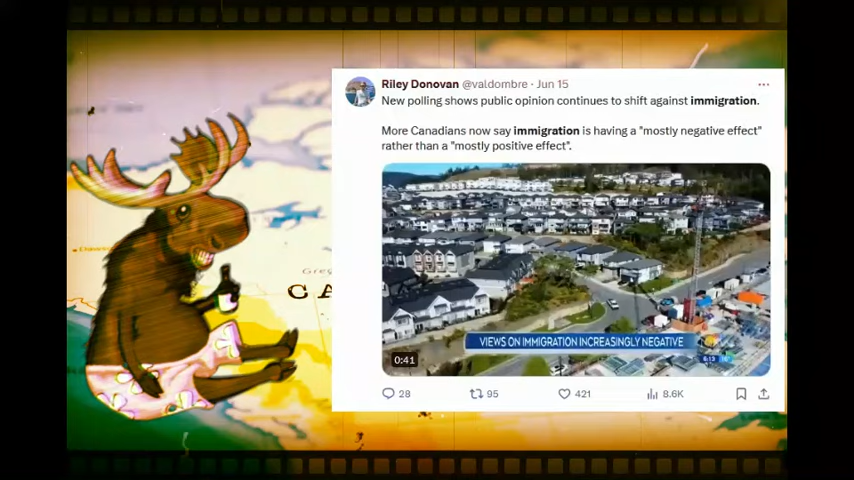 Riley Donovan @valdombre · Jun 15
New polling shows public opinion continues to shift against immigration.
More Canadians now say immigration is having a "mostly negative effect"
rather than a "mostly positive effect".
VIEWS ON IMMIGRATION INCREASINGLY NEGATIVE
0:41
6:13
28 95 421 8.6K
CA